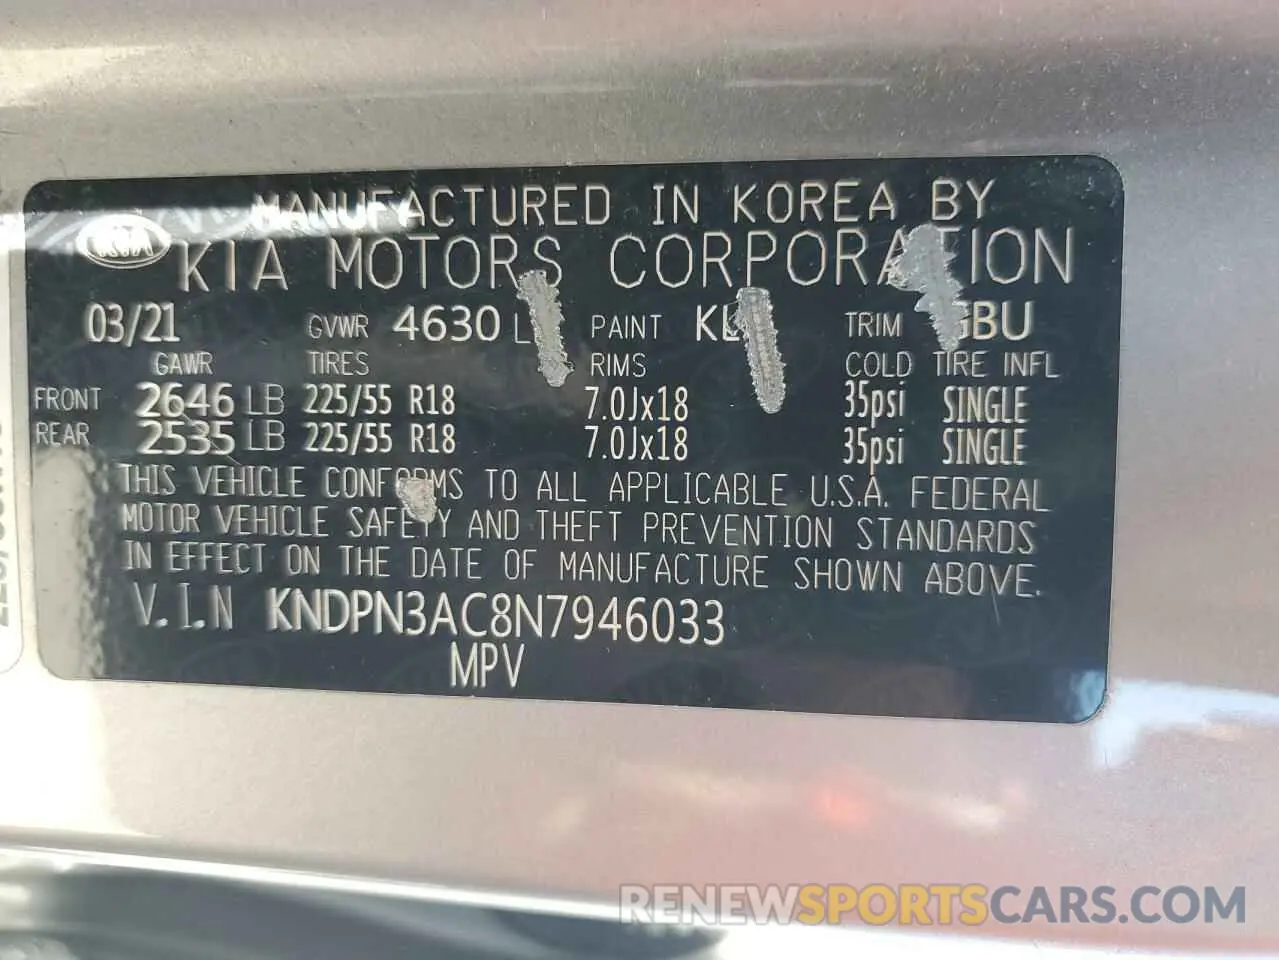 MANUFACTURED IN KOREA BY
KIA
KIA MOTORS CORPORATION
03/21 GVWR 4630 PAINT TRIM
GAWR TIRES RIMS COLD TIRE INFL
FRONT 2646 LB 225/55 R18 7.0Jx18 35psi SINGLE
REAR 2535 LB 225/55 R18 7.0Jx18 35psi SINGLE
THIS VEHICLE CONFORMS TO ALL APPLICABLE U.S.A. FEDERAL
MOTOR VEHICLE SAFETY AND THEFT PREVENTION STANDARDS
IN EFFECT ON THE DATE OF MANUFACTURE SHOWN ABOVE.
V.I.N KNDPN3AC8N7946033
MPV
RENEWSPORTSCARS.COM